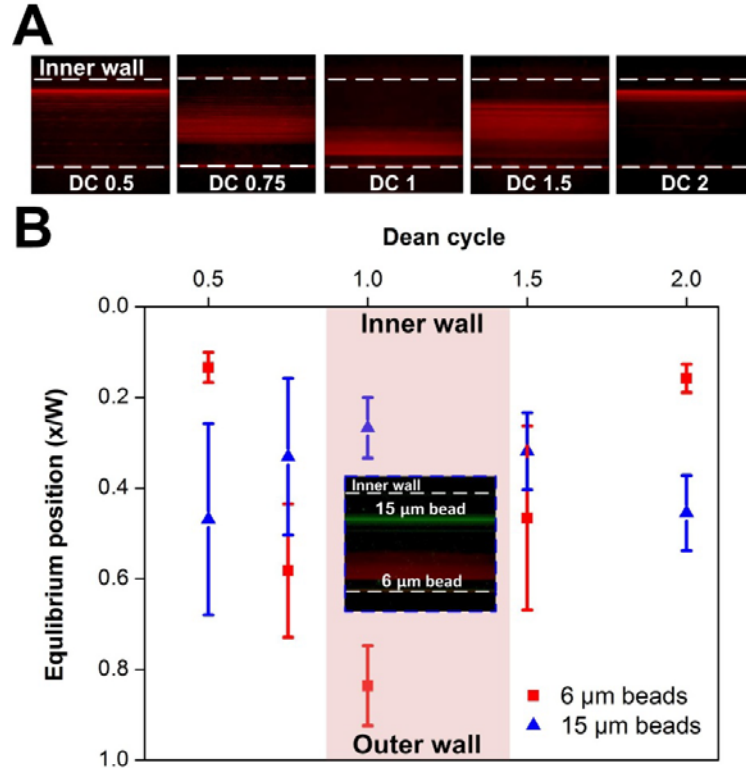 A
Inner wall
DC 0.5
DC 0.75
DC 1
DC 1.5
DC 2
B
Dean cycle
0.5
1.0
1.5
2.0
0.0
0.2
0.4
0.6
0.8
1.0
Equlibrium position (x/W)
Inner wall
Inner wall
15 µm bead
6 µm bead
Outer wall
6 µm beads
15 µm beads